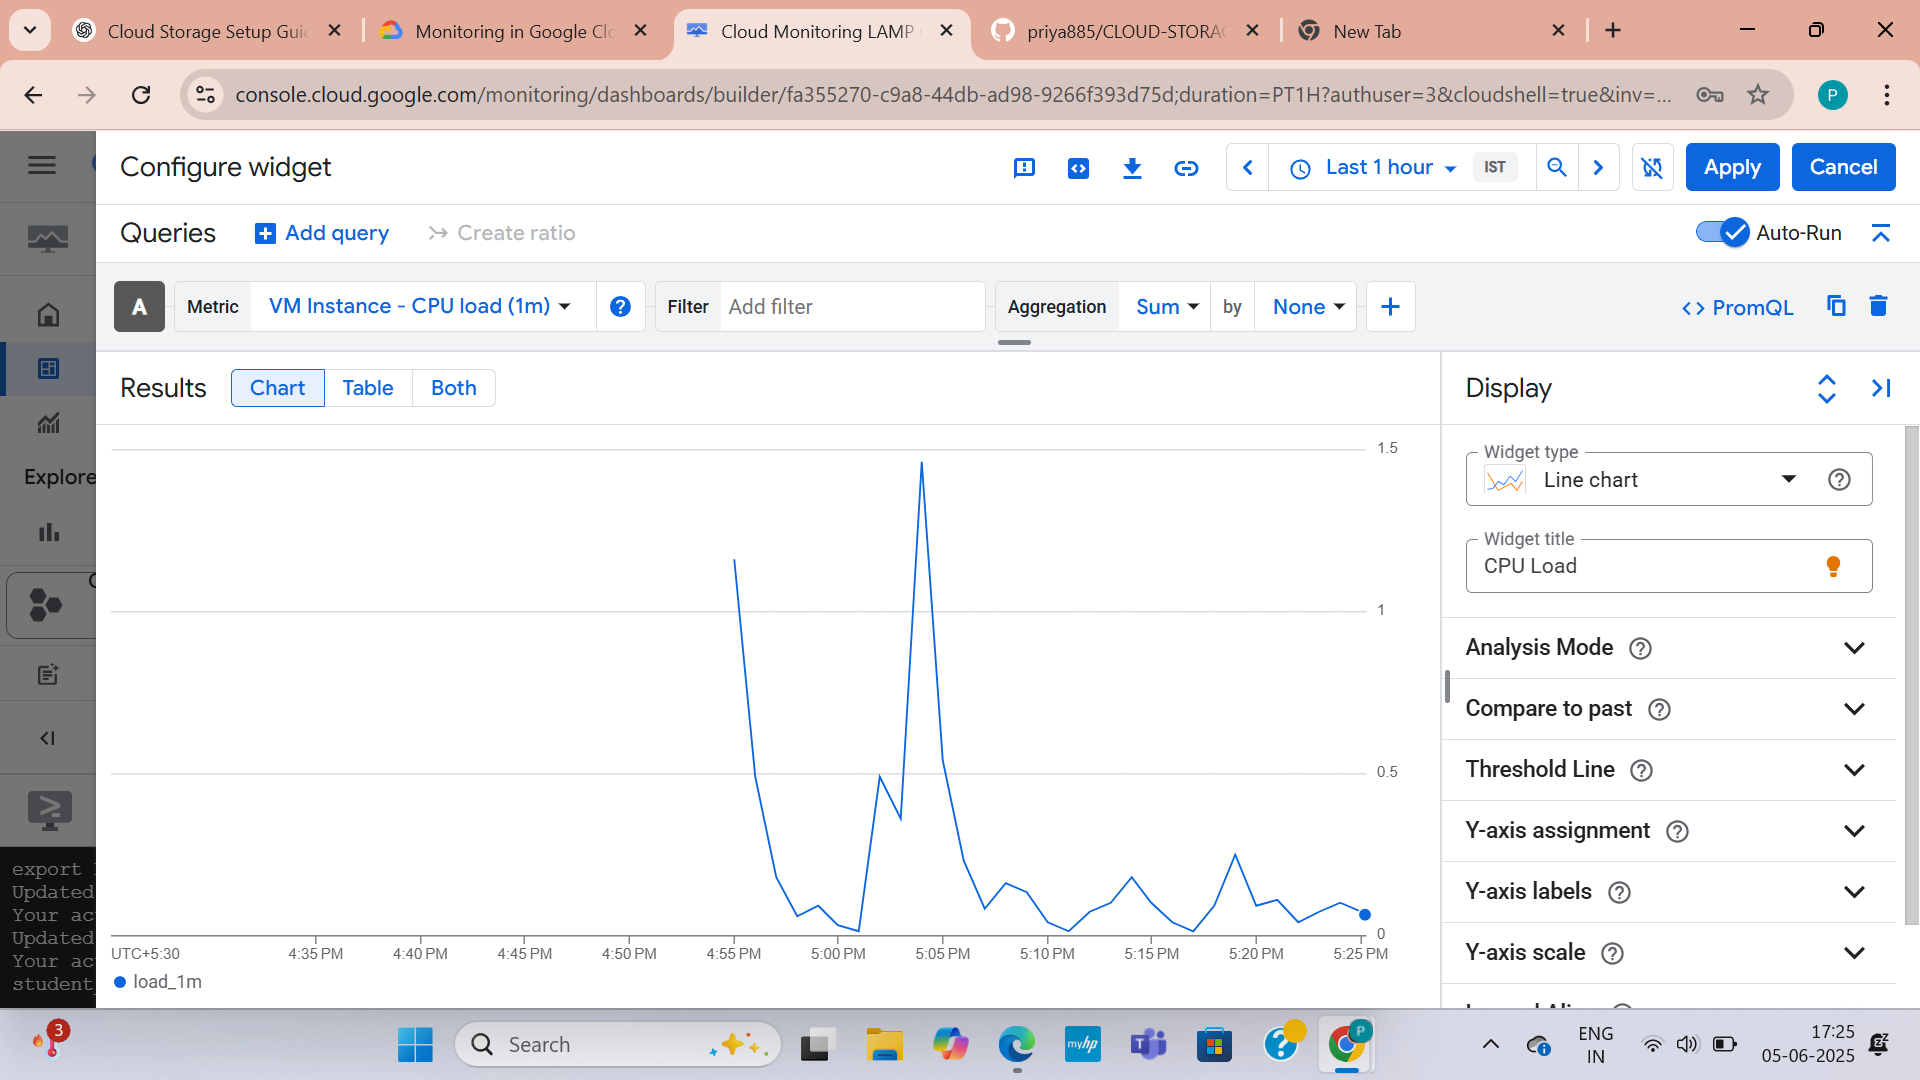 Cloud Storage Setup Guid
Monitoring in Google Clo
Cloud Monitoring LAMP
priya885/CLOUD-STORAG
New Tab
console.cloud.google.com/monitoring/dashboards/builder/fa355270-c9a8-44db-ad98-9266f393d75d;duration=PT1H?authuser=3&cloudshell=true&inv=...
P
Configure widget
Last 1 hour
IST
Apply
Cancel
Queries
Add query
Create ratio
Auto-Run
A
Metric
VM Instance - CPU load (1m)
Filter
Add filter
Aggregation
Sum
by
None
PromQL
Results
Chart
Table
Both
Display
Widget type
Line chart
Widget title
CPU Load
Analysis Mode
Compare to past
Threshold Line
Y-axis assignment
Y-axis labels
Y-axis scale
Explore
1.5
1
0.5
0
UTC+5:30
4:35 PM
4:40 PM
4:45 PM
4:50 PM
4:55 PM
5:00 PM
5:05 PM
5:10 PM
5:15 PM
5:20 PM
5:25 PM
load_1m
export
Updated
Your ac
Updated
Your ac
student
3
Search
myhp
P
ENG
IN
17:25
05-06-2025